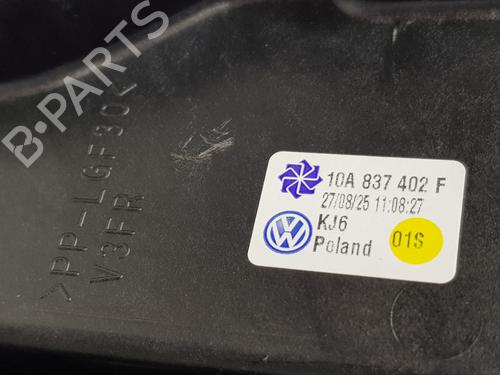 B-PARTS
>PP-LGF30<
V3FR
10A 837 402 F
27/08/25 11:08:27
KJ6
Poland
01S